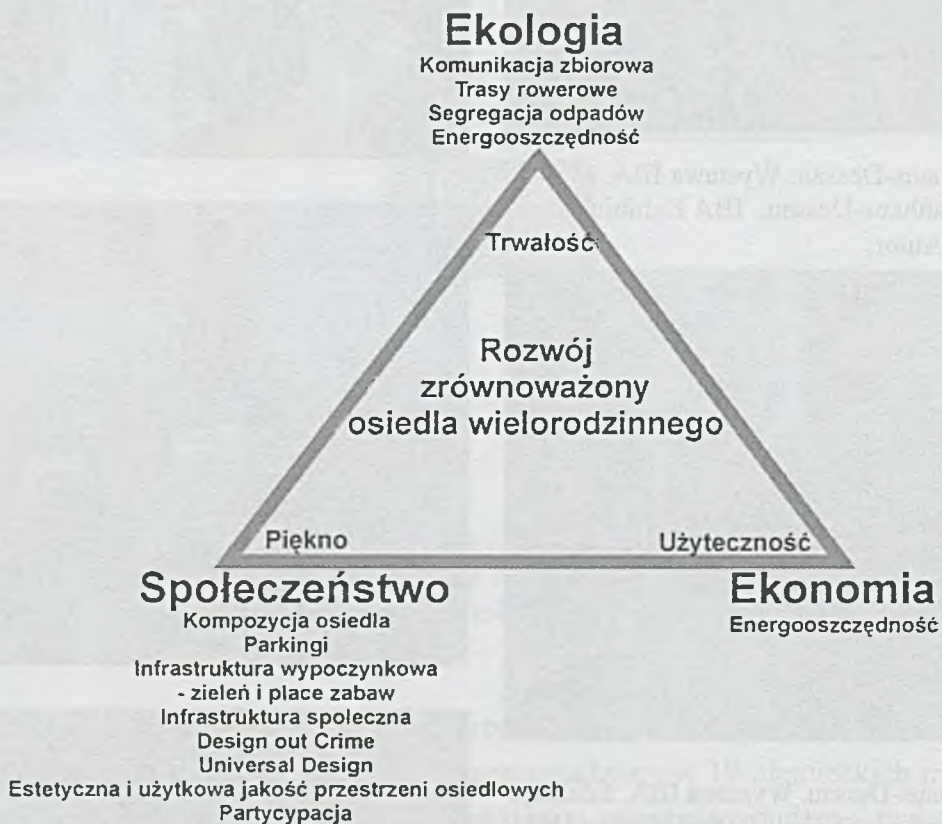 Ekologia
Komunikacja zbiorowa
Trasy rowerowe
Segregacja odpadów
Energooszczędność
Trwałość
Rozwój
zrównoważony
osiedla wielorodzinnego
Piękno
Użyteczność
Społeczeństwo
Kompozycja osiedla
Parkingi
Infrastruktura wypoczynkowa
- zieleń i place zabaw
Infrastruktura społeczna
Design out Crime
Universal Design
Estetyczna i użytkowa jakość przestrzeni osiedlowych
Partycypacja
Ekonomia
Energooszczędność